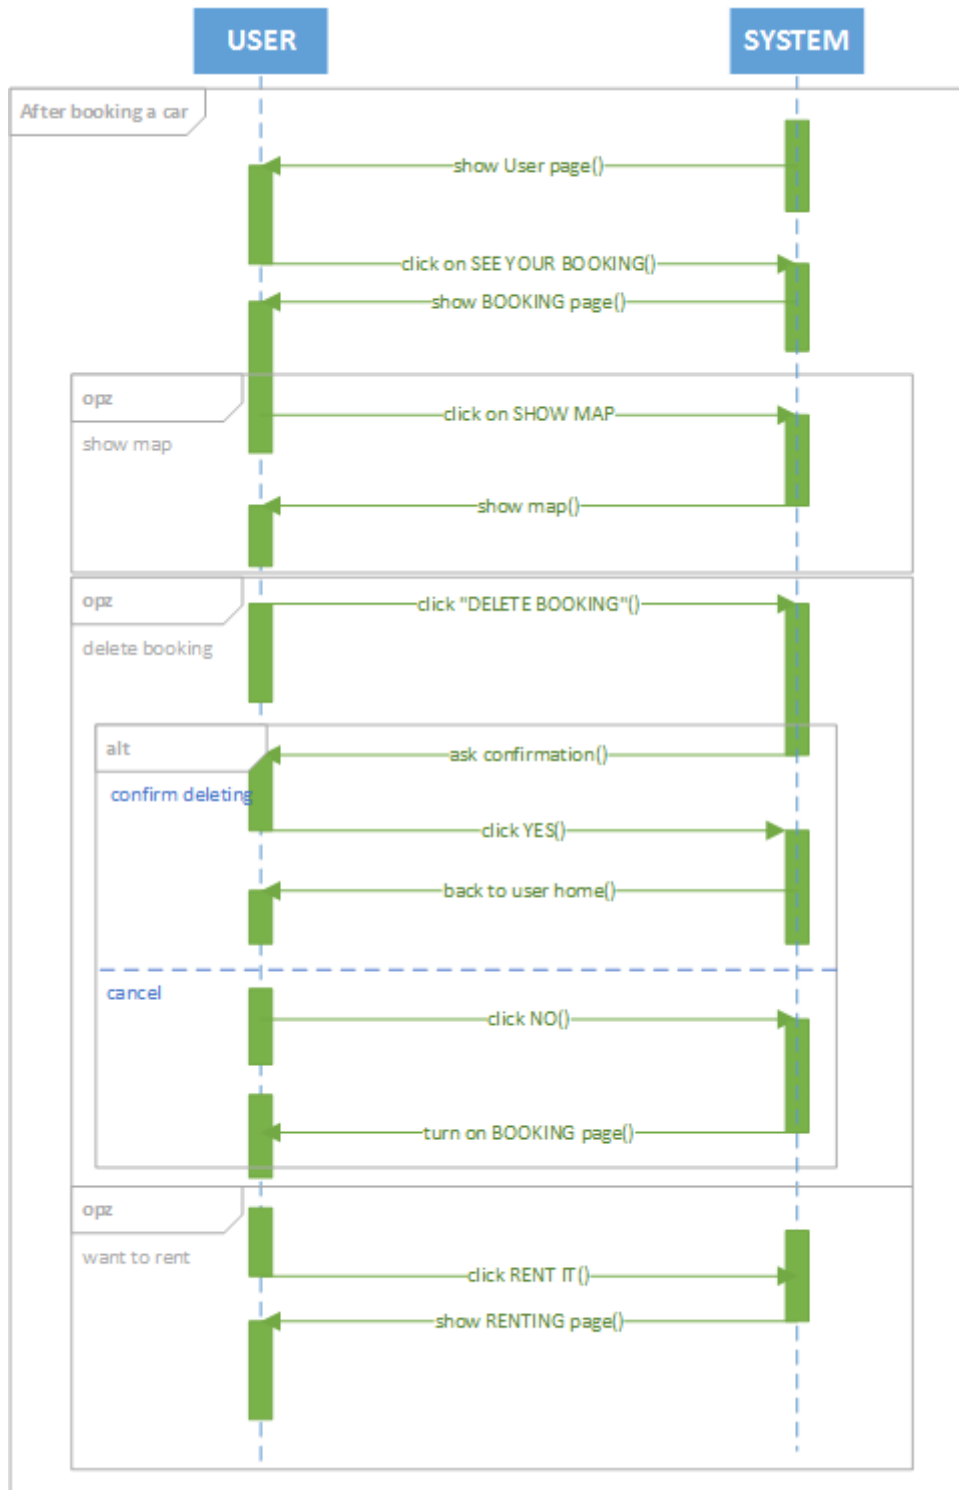 USER
SYSTEM
After booking a car
show User page()
click on SEE YOUR BOOKING()
show BOOKING page()
opz
click on SHOW MAP
show map
show map()
opz
click "DELETE BOOKING"()
delete booking
alt
ask confirmation()
confirm deleting
click YES()
back to user home()
cancel
click NO()
turn on BOOKING page()
opz
want to rent
click RENT IT()
show RENTING page()